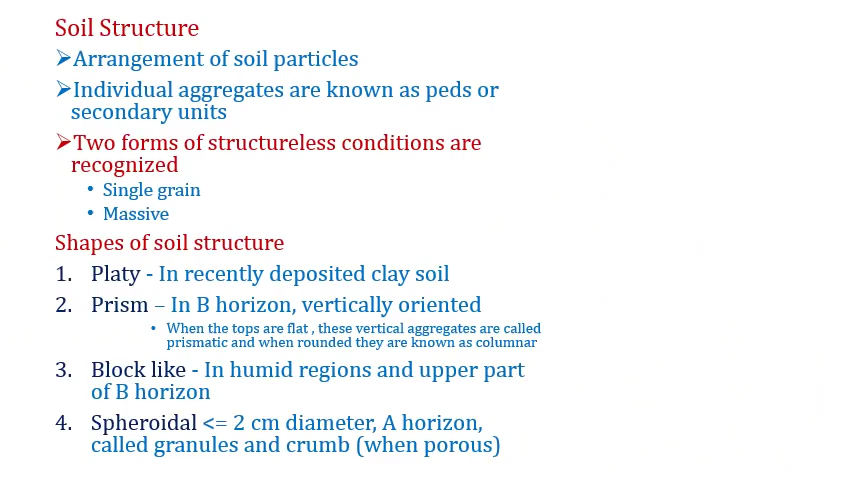 Soil Structure
➢Arrangement of soil particles
➢Individual aggregates are known as peds or
secondary units
➢Two forms of structureless conditions are
recognized
• Single grain
• Massive
Shapes of soil structure
1. Platy - In recently deposited clay soil
2. Prism – In B horizon, vertically oriented
• When the tops are flat , these vertical aggregates are called
prismatic and when rounded they are known as columnar
3. Block like - In humid regions and upper part
of B horizon
4. Spheroidal <= 2 cm diameter, A horizon,
called granules and crumb (when porous)